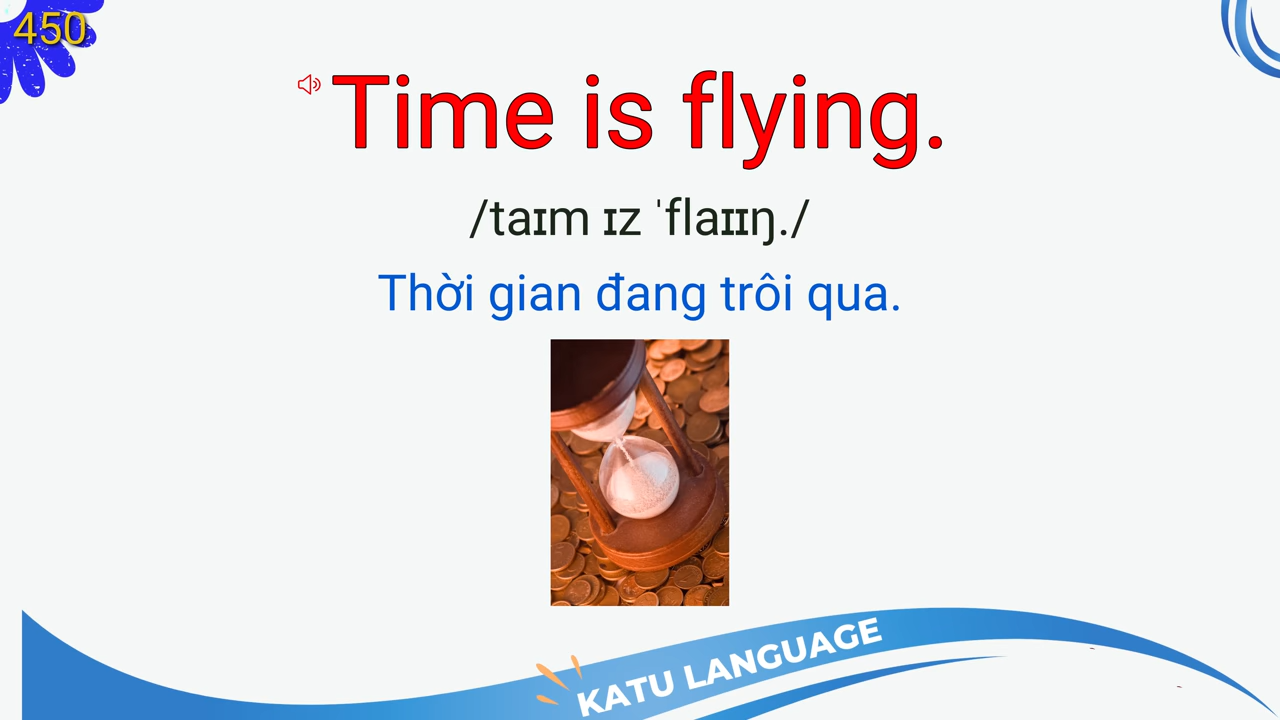 450
Time is flying.
/taɪm ɪz ˈflaɪɪŋ./
Thời gian đang trôi qua.
KATU LANGUAGE